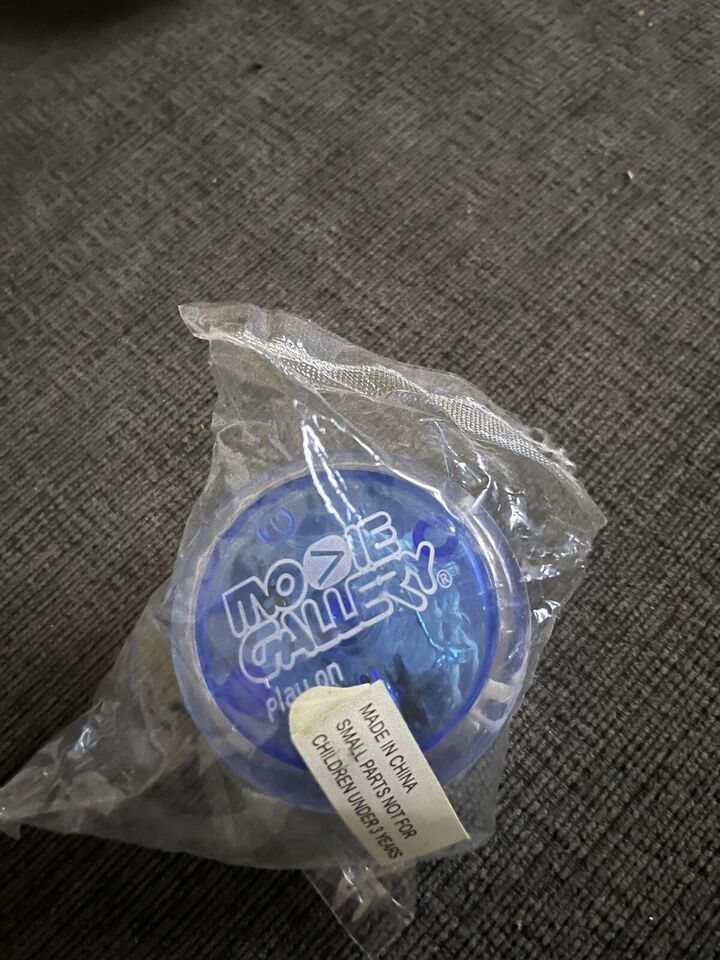 MOVIE
GALLERY®
play on
MADE IN CHINA
SMALL PARTS NOT FOR
CHILDREN UNDER 3 YEARS